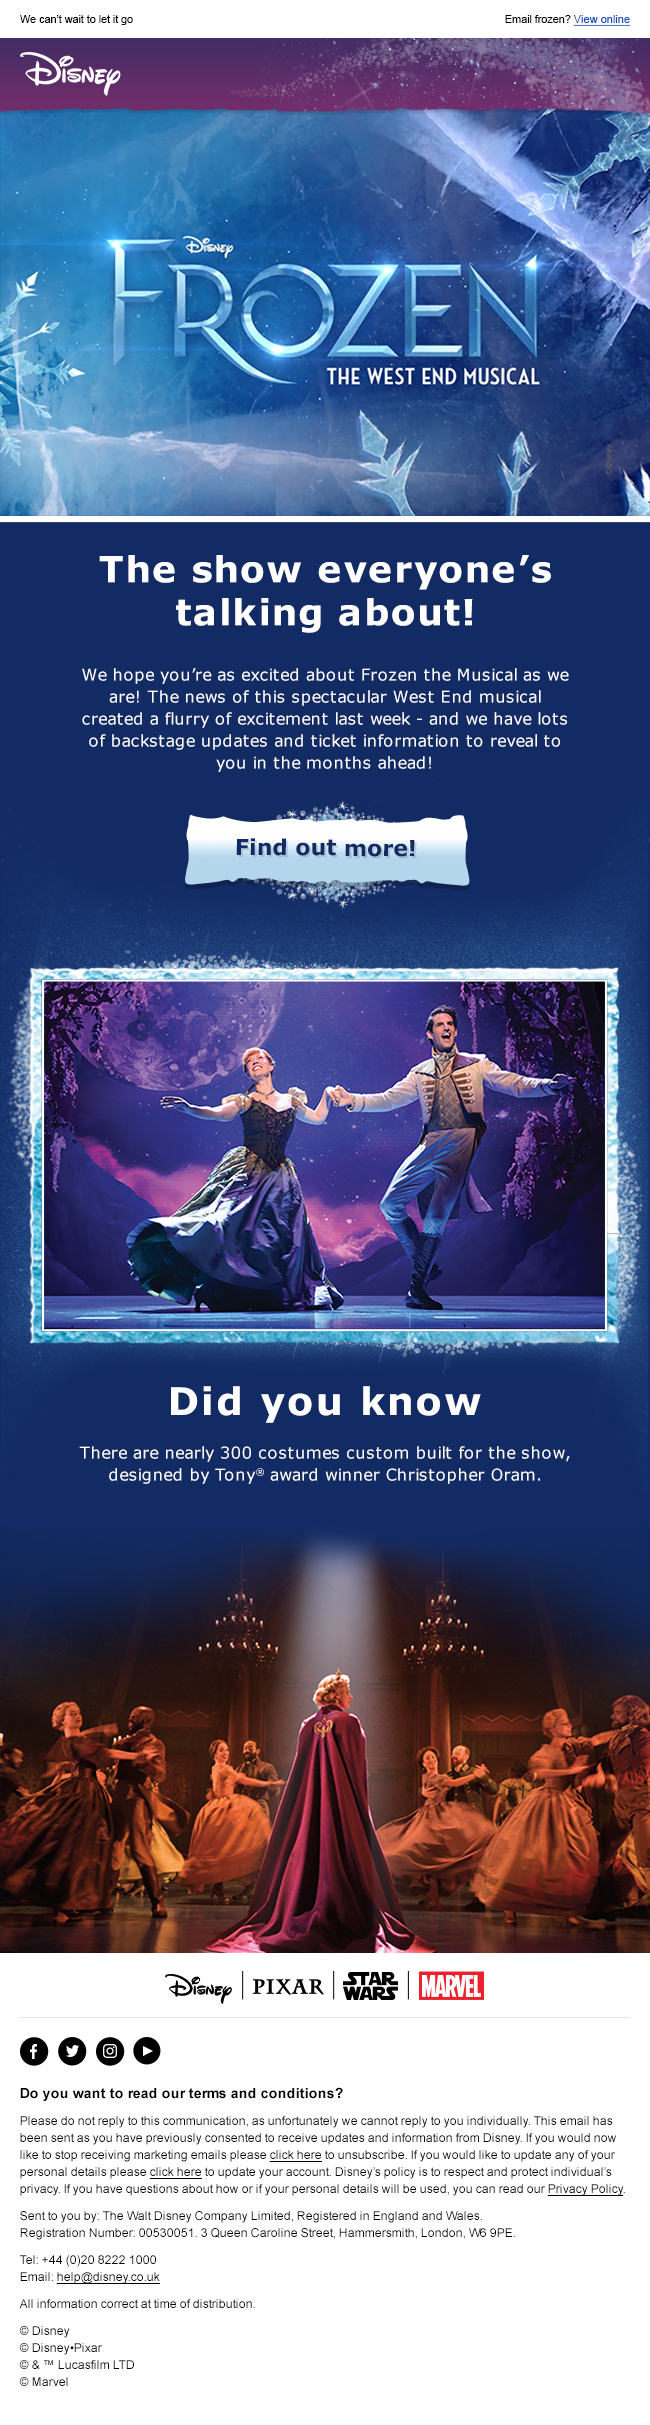 We can't wait to let it go
Email frozen? View online
Disney
Disney
FROZEN
THE WEST END MUSICAL
The show everyone's
talking about!
We hope you're as excited about Frozen the Musical as we
are! The news of this spectacular West End musical
created a flurry of excitement last week - and we have lots
of backstage updates and ticket information to reveal to
you in the months ahead!
Find out more!
Did you know
There are nearly 300 costumes custom built for the show,
designed by Tony® award winner Christopher Oram.
Disney | PIXAR | STAR WARS | MARVEL
Do you want to read our terms and conditions?
Please do not reply to this communication, as unfortunately we cannot reply to you individually. This email has
been sent as you have previously consented to receive updates and information from Disney. If you would now
like to stop receiving marketing emails please click here to unsubscribe. If you would like to update any of your
personal details please click here to update your account. Disney's policy is to respect and protect individual's
privacy. If you have questions about how or if your personal details will be used, you can read our Privacy Policy.
Sent to you by: The Walt Disney Company Limited, Registered in England and Wales.
Registration Number: 00530051. 3 Queen Caroline Street, Hammersmith, London, W6 9PE.
Tel: +44 (0)20 8222 1000
Email: help@disney.co.uk
All information correct at time of distribution.
© Disney
© Disney•Pixar
© & ™ Lucasfilm LTD
© Marvel